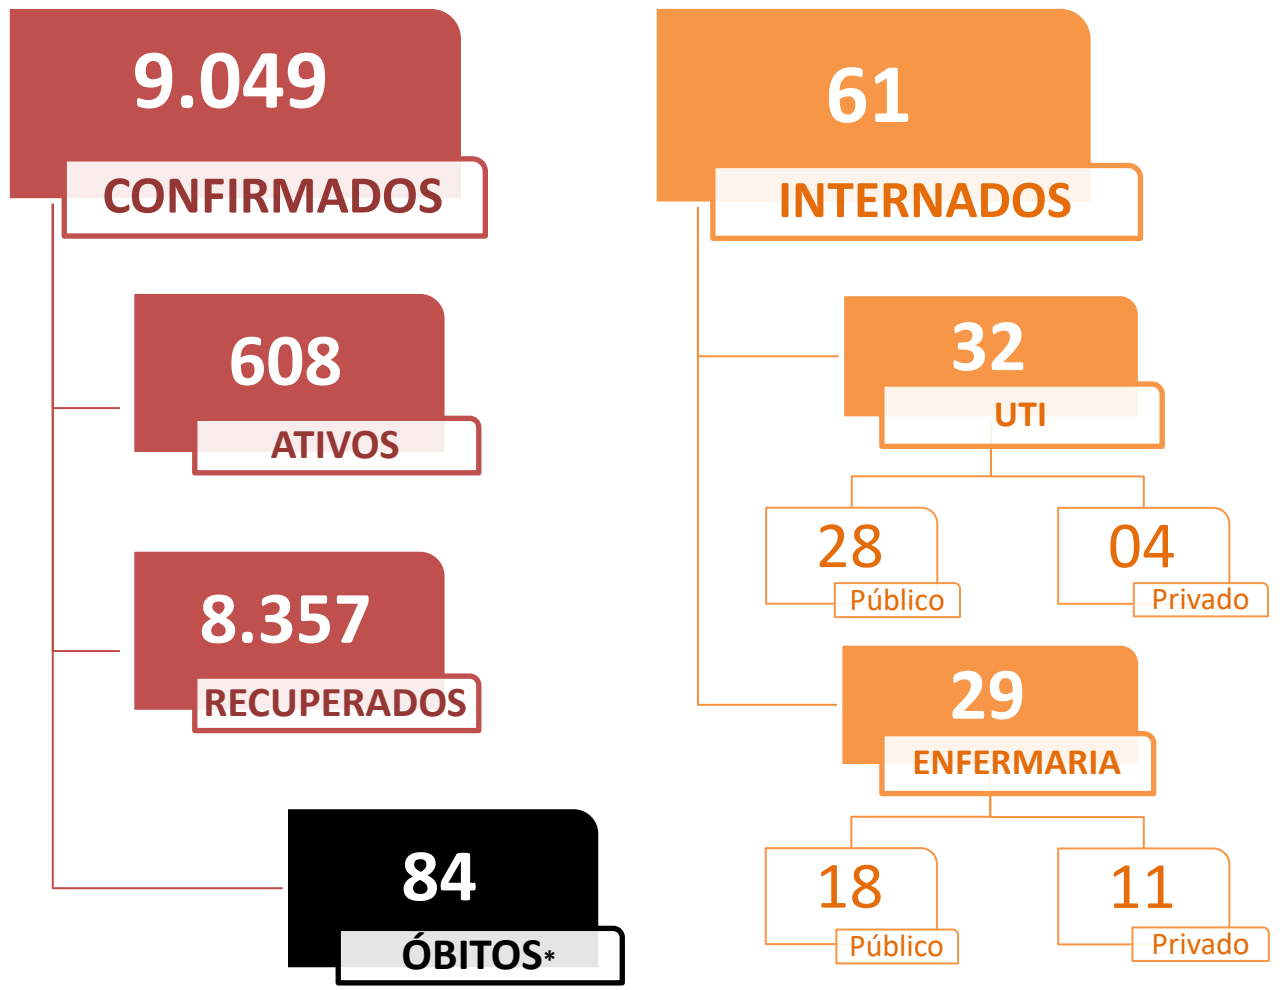 9.049
CONFIRMADOS
608
ATIVOS
8.357
RECUPERADOS
84
ÓBITOS*
61
INTERNADOS
32
UTI
28
Público
04
Privado
29
ENFERMARIA
18
Público
11
Privado